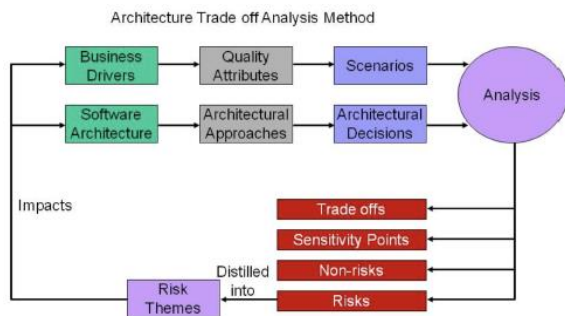 Architecture Trade off Analysis Method
Business
Drivers
Quality
Attributes
Scenarios
Analysis
Software
Architecture
Architectural
Approaches
Architectural
Decisions
Impacts
Trade offs
Sensitivity Points
Non-risks
Risks
Distilled
into
Risk
Themes